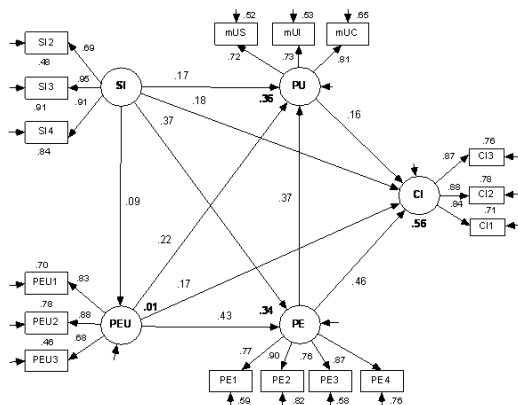 .52 .53 .65
mUS mUI mUC
.72 .73 .81
SI2 .69
.48
SI3 .95
.91 .91
SI4
.84
SI .17 PU
.36
.18
.37
.16
.76
.87 CI3
.78
.88 CI2
.84 .71
CI1
CI
.56
.09
.37
.22
.17
.46
.70
PEU1 .83
.78
PEU2 .88
.46 .68
PEU3
PEU .01
.43
.34
PE
.77 .90 .76 .87
PE1 PE2 PE3 PE4
.59 .82 .58 .76